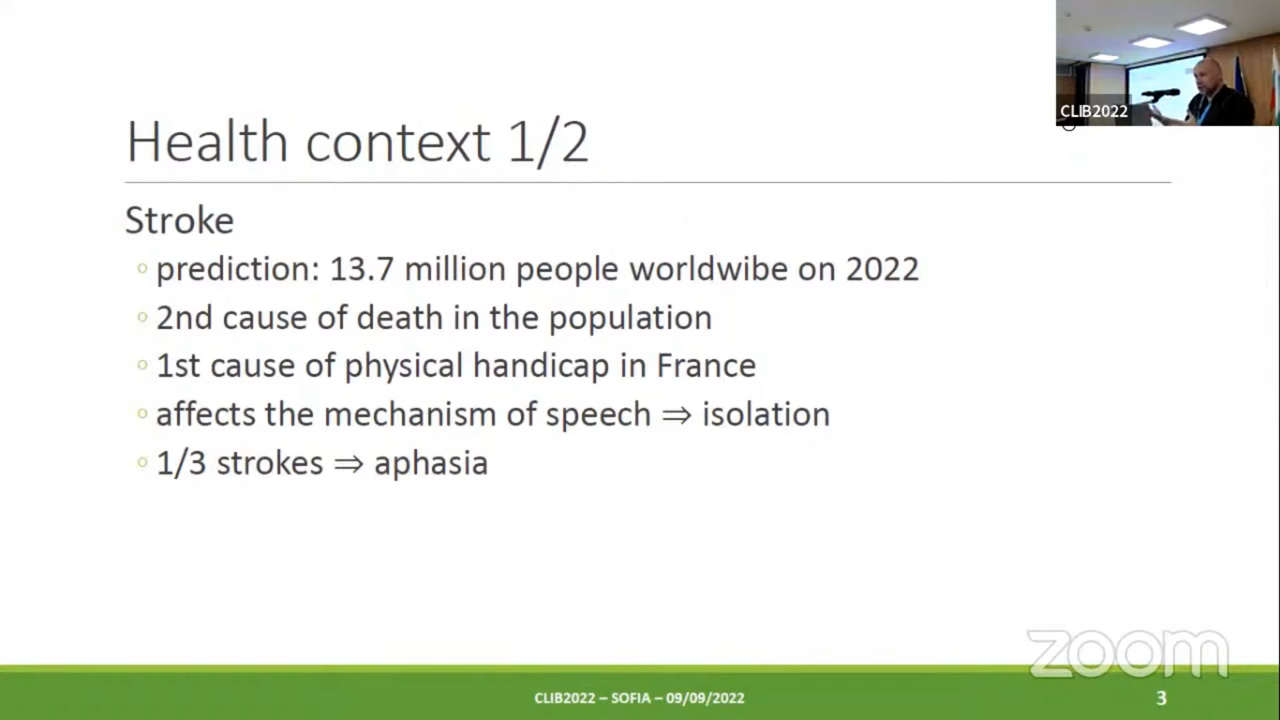 CLIB2022
Health context 1/2
Stroke
◦ prediction: 13.7 million people worldwibe on 2022
◦ 2nd cause of death in the population
◦ 1st cause of physical handicap in France
◦ affects the mechanism of speech ⇒ isolation
◦ 1/3 strokes ⇒ aphasia
zoom
CLIB2022 – SOFIA – 09/09/2022
3